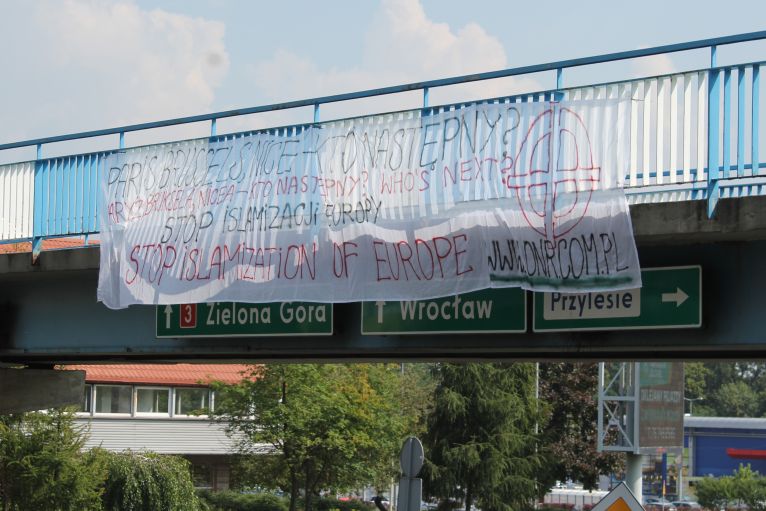 PARIS, BRUCELS NICE - KTO NASTĘPNY?
PARYŻ BRUKSELA, NICEA - KTO NASTĘPNY? WHO'S NEXT?
STOP ISLAMIZACJI EUROPY
STOP ISLAMIZATION OF EUROPE
WWW.ONR.COM.PL
3 Zielona Góra
Wrocław
Przylesie